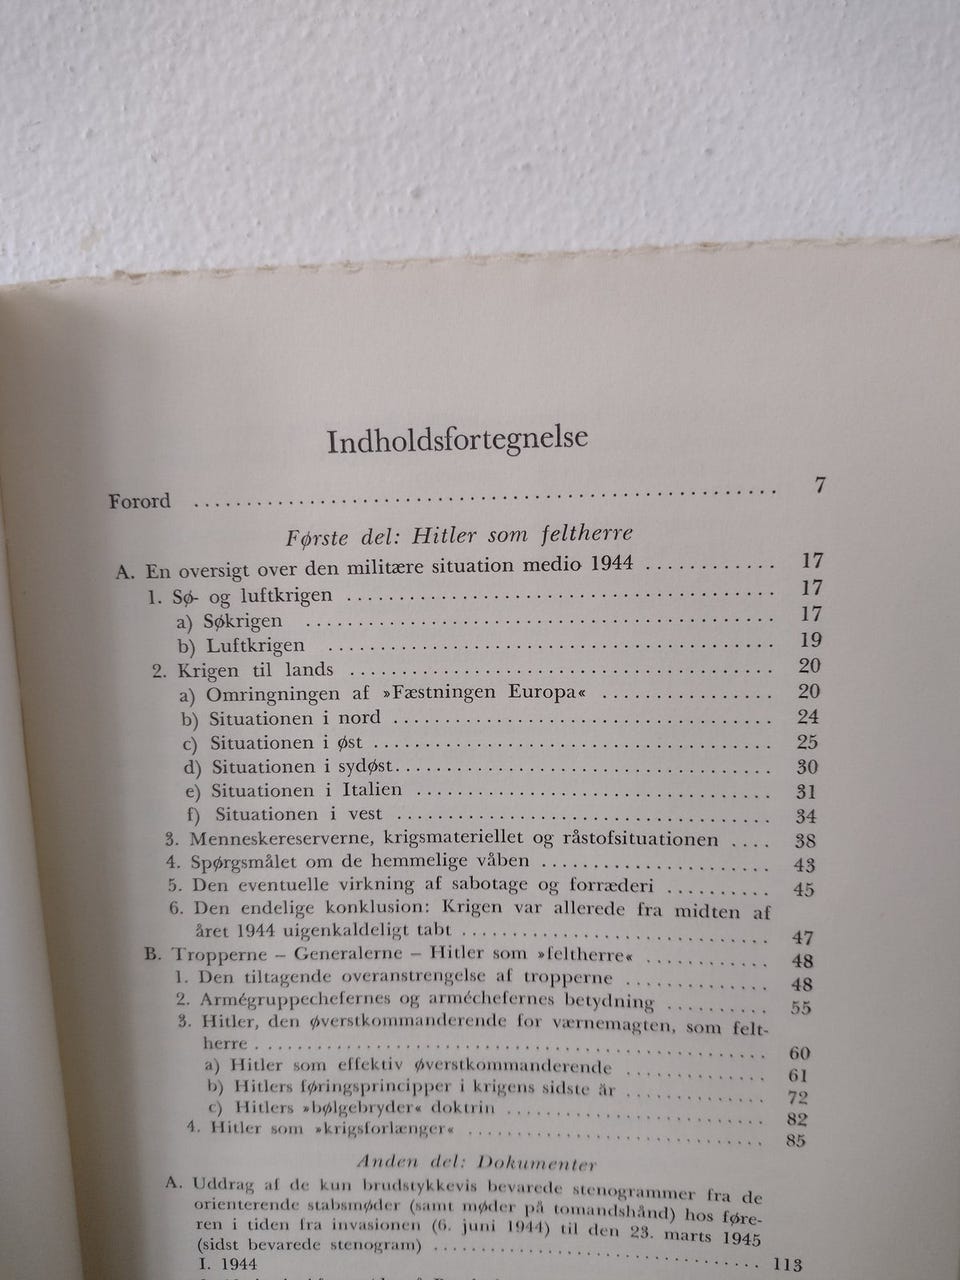 Indholdsfortegnelse
Forord 7
Første del: Hitler som feltherre
A. En oversigt over den militære situation medio 1944 17
1. Sø- og luftkrigen 17
a) Søkrigen 17
b) Luftkrigen 19
2. Krigen til lands 20
a) Omringningen af »Fæstningen Europa« 20
b) Situationen i nord 24
c) Situationen i øst 25
d) Situationen i sydøst 30
e) Situationen i Italien 31
f) Situationen i vest 34
3. Menneskereserverne, krigsmateriellet og råstofsituationen 38
4. Spørgsmålet om de hemmelige våben 43
5. Den eventuelle virkning af sabotage og forræderi 45
6. Den endelige konklusion: Krigen var allerede fra midten af
året 1944 uigenkaldeligt tabt 47
B. Tropperne – Generalerne – Hitler som »feltherre« 48
1. Den tiltagende overanstrengelse af tropperne 48
2. Armégruppechefernes og arméchefernes betydning 55
3. Hitler, den øverstkommanderende for værnemagten, som felt-
herre 60
a) Hitler som effektiv øverstkommanderende 61
b) Hitlers føringsprincipper i krigens sidste år 72
c) Hitlers »bølgebryder« doktrin 82
4. Hitler som »krigsforlænger« 85
Anden del: Dokumenter
A. Uddrag af de kun brudstykkevis bevarede stenogrammer fra de
orienterende stabsmøder (samt møder på tomandshånd) hos føre-
ren i tiden fra invasionen (6. juni 1944) til den 23. marts 1945
(sidst bevarede stenogram)
I. 1944 113